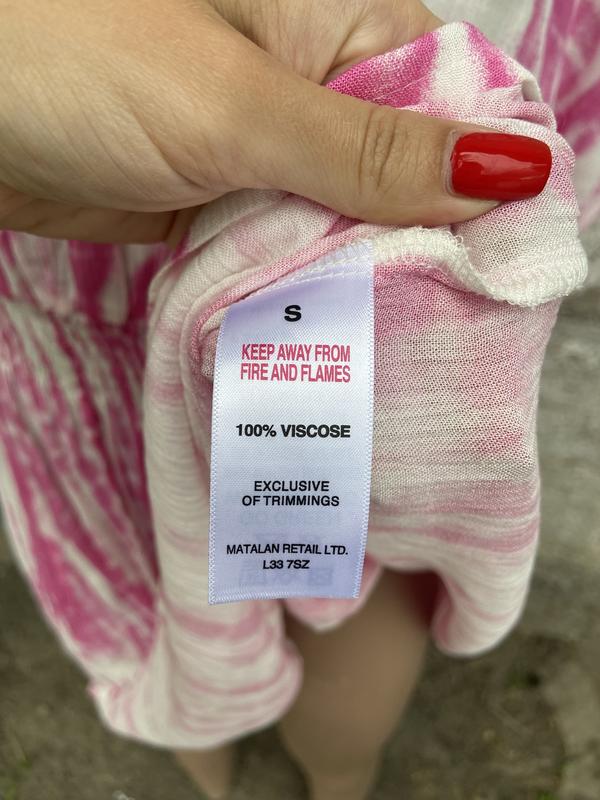 S
KEEP AWAY FROM
FIRE AND FLAMES
100% VISCOSE
EXCLUSIVE
OF TRIMMINGS
MATALAN RETAIL LTD.
L33 7SZ